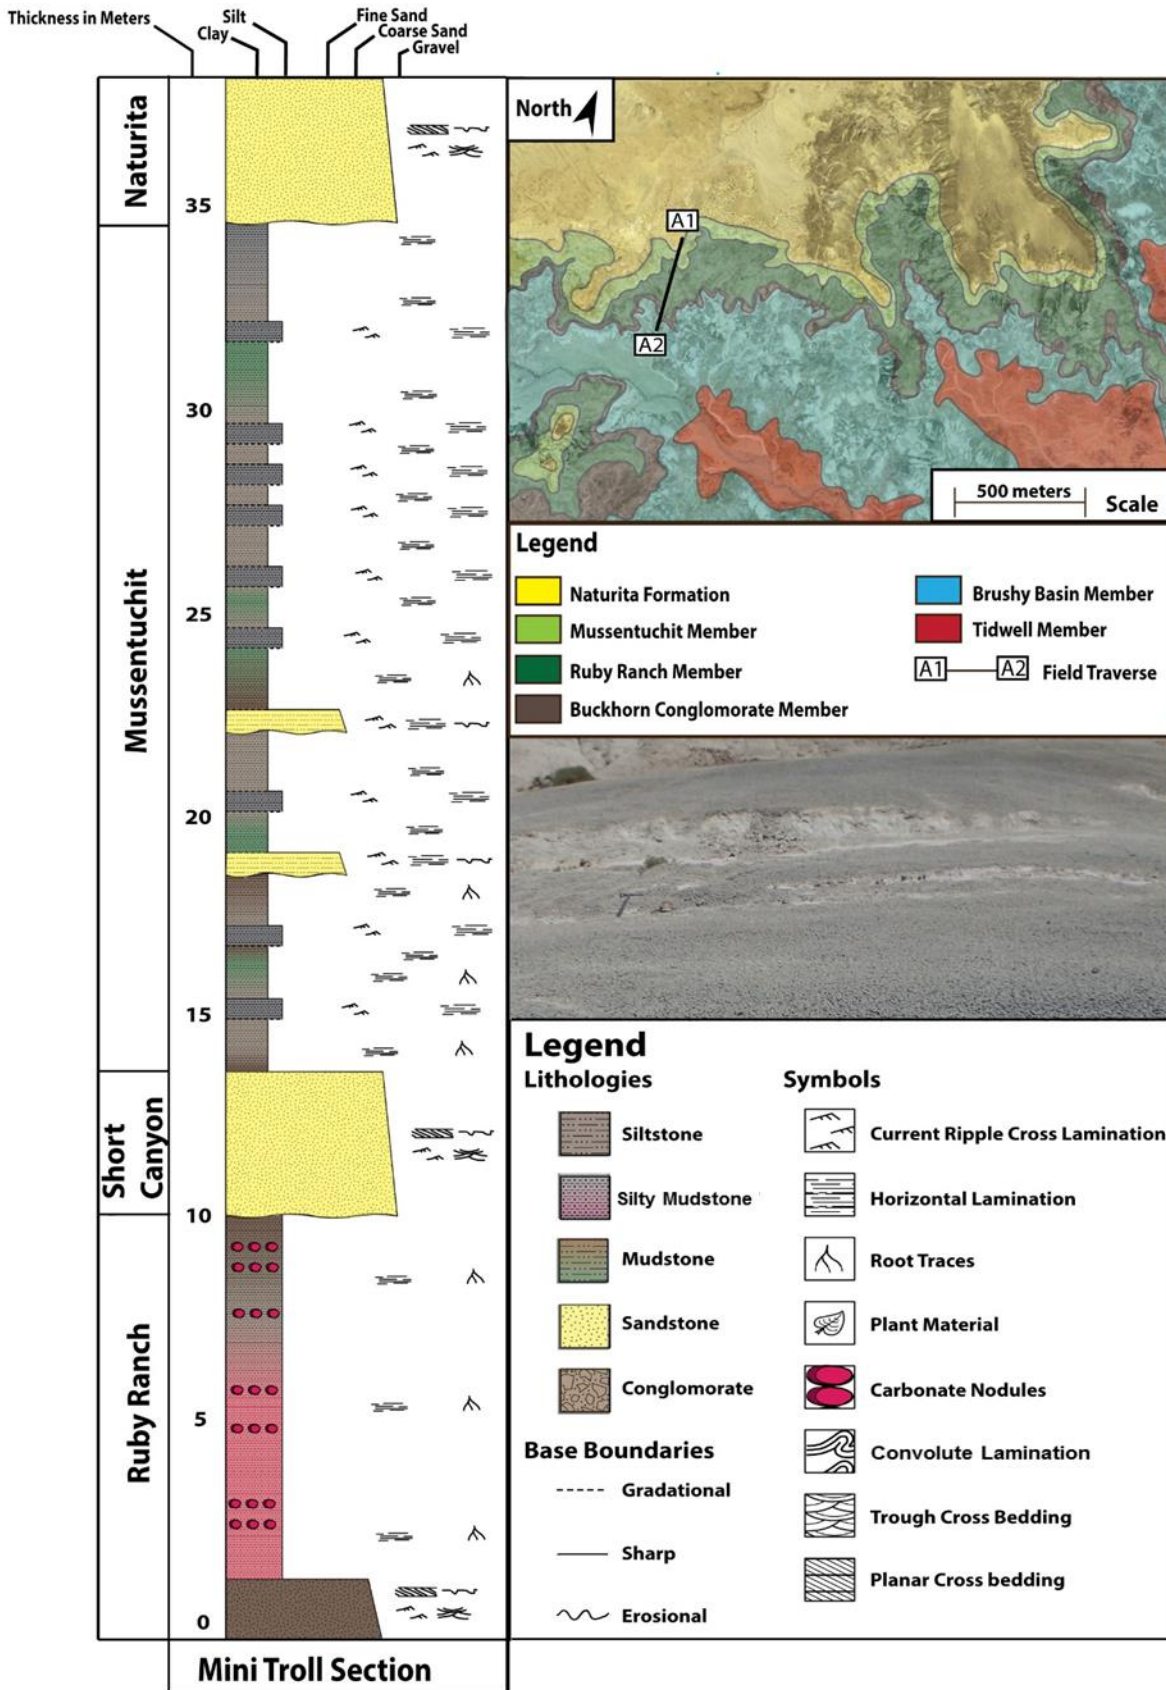 Thickness in Meters
Silt
Clay
Fine Sand
Coarse Sand
Gravel
Naturita
35
Mussentuchit
30
25
20
15
Short
Canyon
10
Ruby Ranch
5
0
Mini Troll Section
North
A1
A2
500 meters
Scale
Legend
Naturita Formation
Mussentuchit Member
Ruby Ranch Member
Buckhorn Conglomerate Member
Brushy Basin Member
Tidwell Member
A1 A2 Field Traverse
Legend
Lithologies
Siltstone
Silty Mudstone
Mudstone
Sandstone
Conglomorate
Base Boundaries
Gradational
Sharp
Erosional
Symbols
Current Ripple Cross Lamination
Horizontal Lamination
Root Traces
Plant Material
Carbonate Nodules
Convolute Lamination
Trough Cross Bedding
Planar Cross bedding